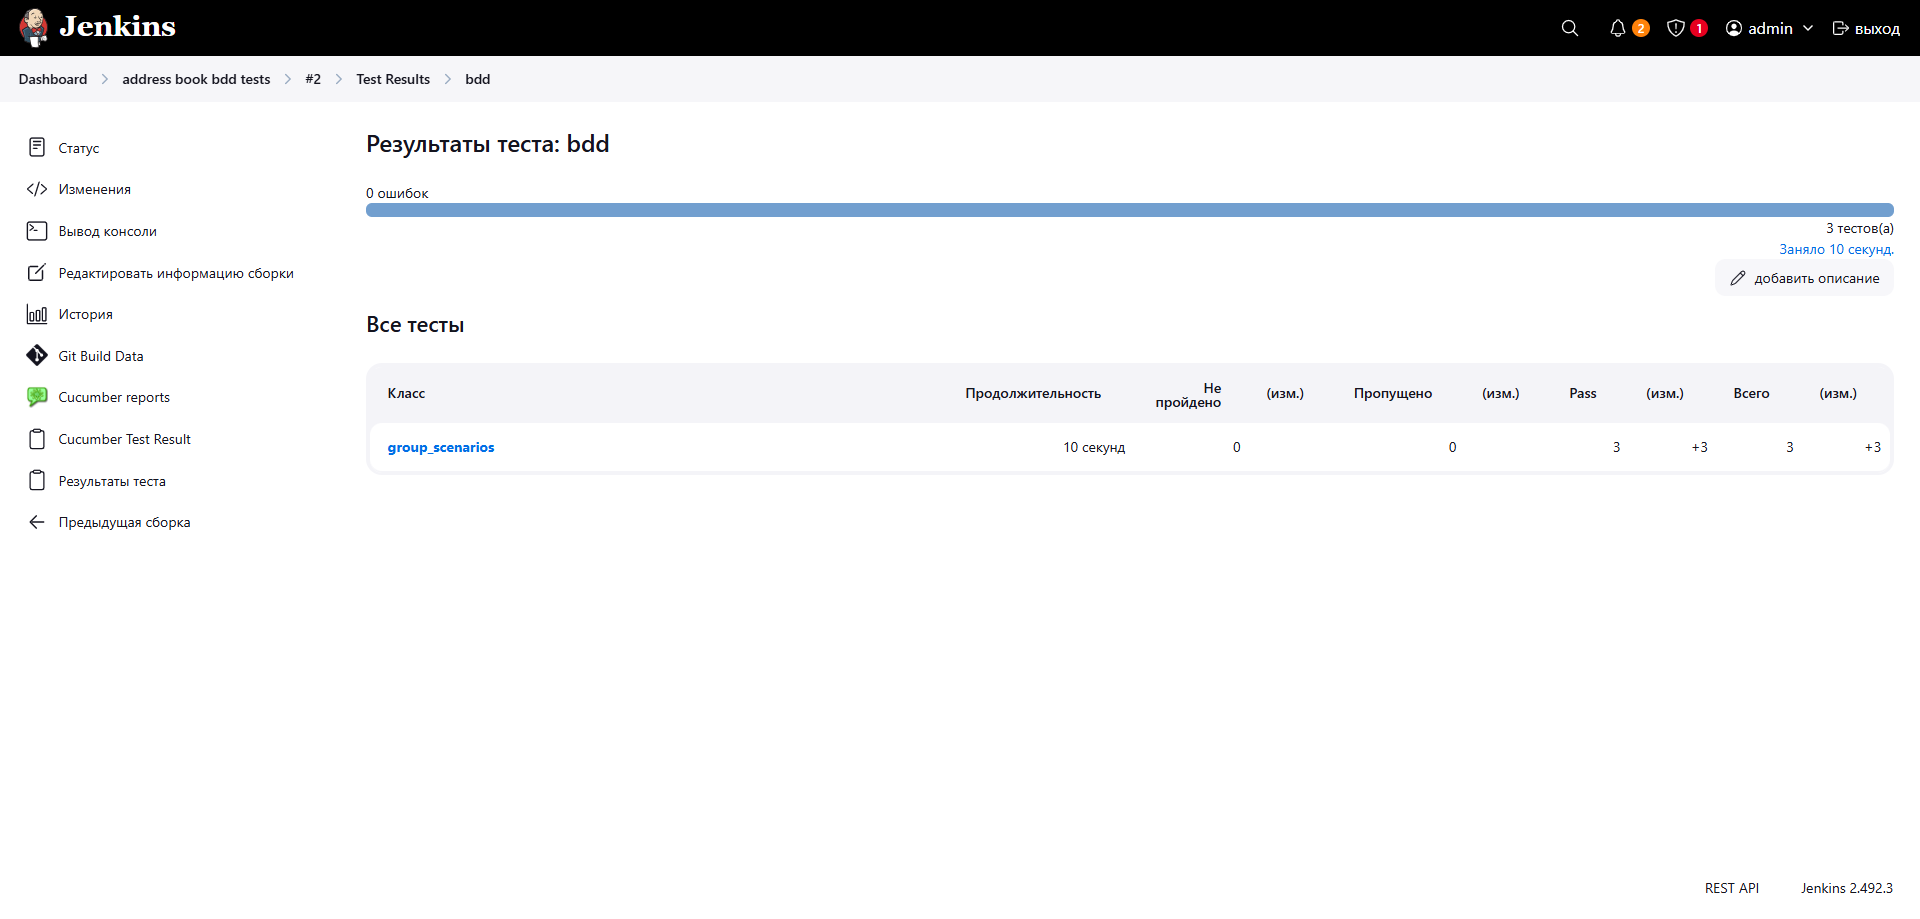 Jenkins
2
1
admin
выход
Dashboard
address book bdd tests
#2
Test Results
bdd
Статус
Изменения
Вывод консоли
Редактировать информацию сборки
История
Git Build Data
Cucumber reports
Cucumber Test Result
Результаты теста
Предыдущая сборка
Результаты теста: bdd
0 ошибок
3 тестов(а)
Заняло 10 секунд.
добавить описание
Все тесты
Класс Продолжительность Не пройдено (изм.) Пропущено (изм.) Pass (изм.) Всего (изм.)
group_scenarios 10 секунд 0 0 3 +3 3 +3
REST API
Jenkins 2.492.3